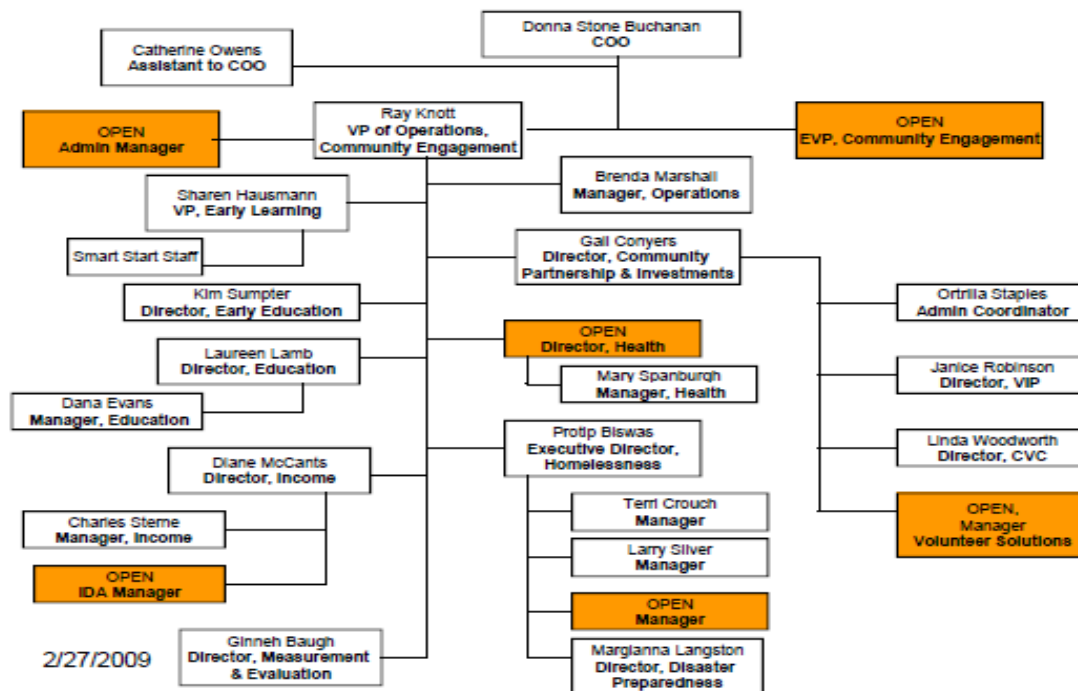 Donna Stone Buchanan
COO
Catherine Owens
Assistant to COO
Ray Knott
VP of Operations,
Community Engagement
OPEN
Admin Manager
OPEN
EVP, Community Engagement
Brenda Marshall
Manager, Operations
Sharen Hausmann
VP, Early Learning
Smart Start Staff
Gail Conyers
Director, Community
Partnership & Investments
Kim Sumpter
Director, Early Education
Ortrilla Staples
Admin Coordinator
OPEN
Director, Health
Laureen Lamb
Director, Education
Mary Spanburgh
Manager, Health
Janice Robinson
Director, VIP
Dana Evans
Manager, Education
Protip Biswas
Executive Director,
Homelessness
Linda Woodworth
Director, CVC
Diane McCants
Director, Income
Terri Crouch
Manager
OPEN,
Manager
Volunteer Solutions
Charles Sterne
Manager, Income
Larry Silver
Manager
OPEN
IDA Manager
OPEN
Manager
Ginneh Baugh
Director, Measurement
& Evaluation
Margianna Langston
Director, Disaster
Preparedness
2/27/2009